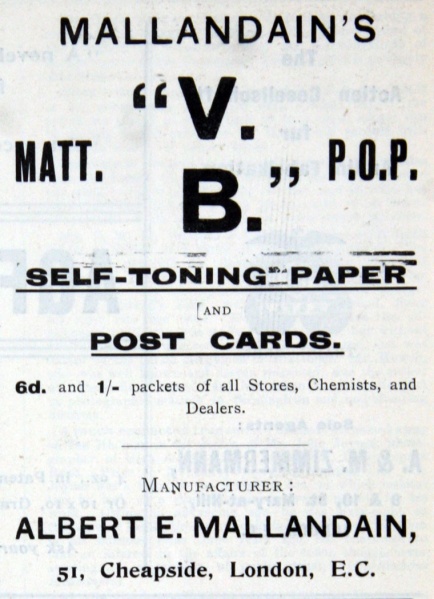 MALLANDAIN'S
"V.
MATT. P.O.P.
B."
SELF-TONING PAPER
[AND
POST CARDS.
6d. and 1/- packets of all Stores, Chemists, and
Dealers.
MANUFACTURER:
ALBERT E. MALLANDAIN,
51, Cheapside, London, E.C.